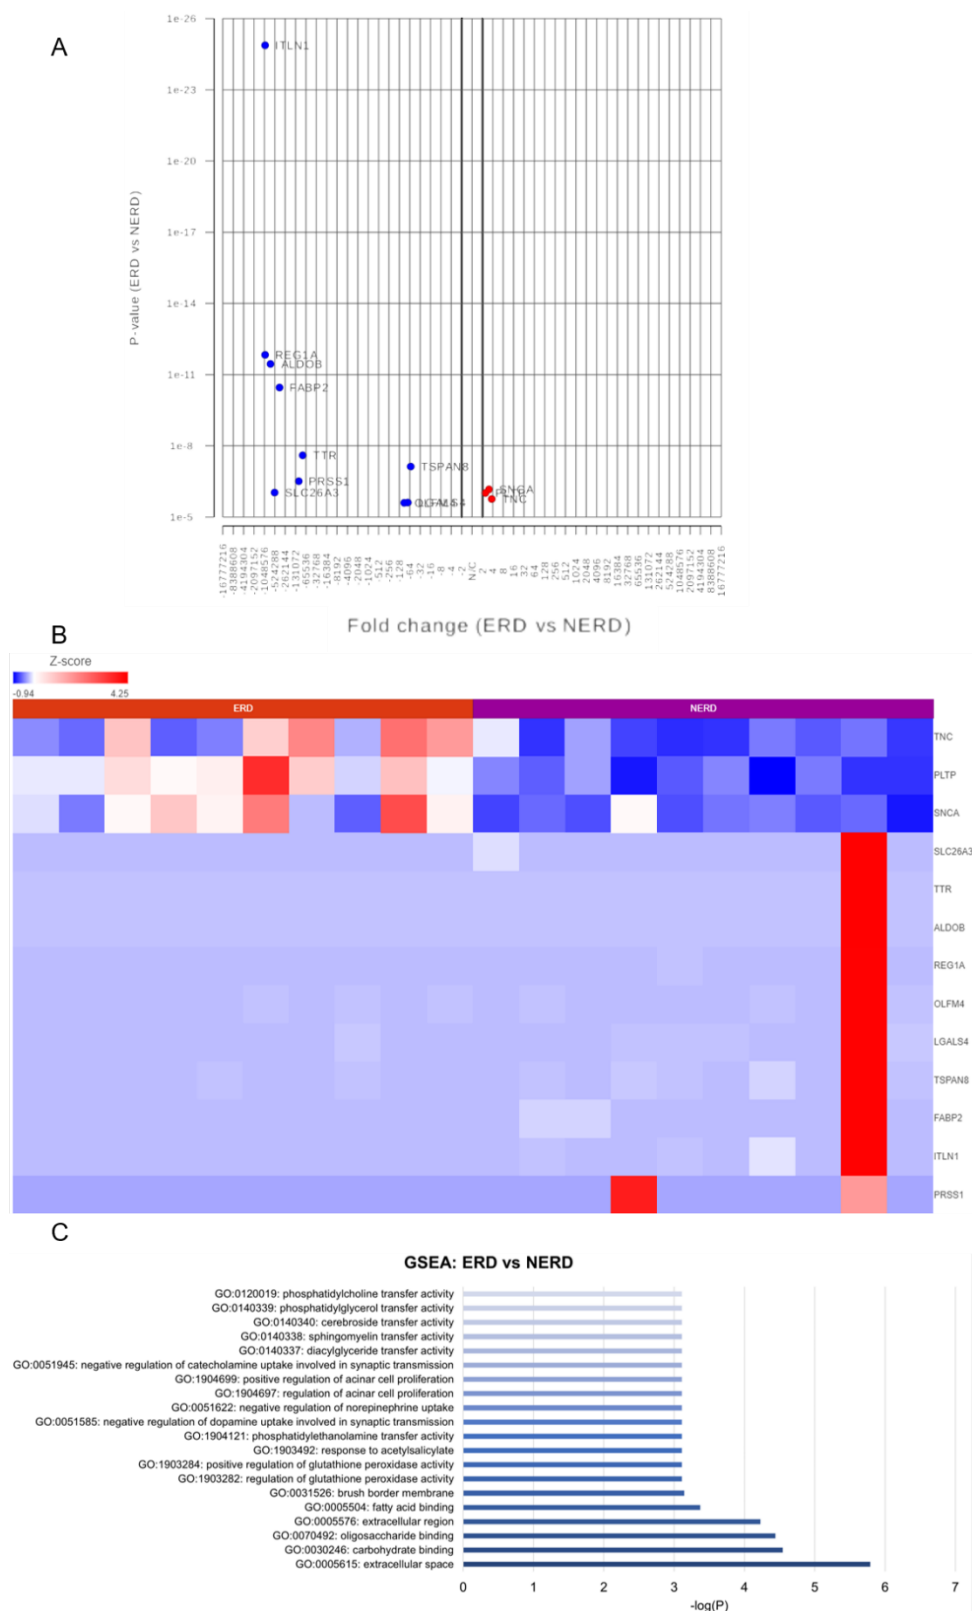 A
1e-26
1e-23
1e-20
1e-17
1e-14
1e-11
1e-8
1e-5
P-value (ERD vs NERD)
ITLN1
REG1A
ALDOB
FABP2
TTR
TSPAN8
PRSS1
SLC26A3
SNCA
PLTP
TNC
OLFM4
LGALS4
-16777216
-8388608
-4194304
-2097152
-1048576
-524288
-262144
-131072
-65536
-32768
-16384
-8192
-4096
-2048
-1024
-512
-256
-128
-64
-32
-16
-8
-4
-2
N/C
2
4
8
16
32
64
128
256
512
1024
2048
4096
8192
16384
32768
65536
131072
262144
524288
1048576
2097152
4194304
8388608
16777216
Fold change (ERD vs NERD)
B
Z-score
-0.94 4.25
ERD NERD
TNC
PLTP
SNCA
SLC26A3
TTR
ALDOB
REG1A
OLFM4
LGALS4
TSPAN8
FABP2
ITLN1
PRSS1
C
GSEA: ERD vs NERD
GO:0120019: phosphatidylcholine transfer activity
GO:0140339: phosphatidylglycerol transfer activity
GO:0140340: cerebroside transfer activity
GO:0140338: sphingomyelin transfer activity
GO:0140337: diacylglyceride transfer activity
GO:0051945: negative regulation of catecholamine uptake involved in synaptic transmission
GO:1904699: positive regulation of acinar cell proliferation
GO:1904697: regulation of acinar cell proliferation
GO:0051622: negative regulation of norepinephrine uptake
GO:0051585: negative regulation of dopamine uptake involved in synaptic transmission
GO:1904121: phosphatidylethanolamine transfer activity
GO:1903492: response to acetylsalicylate
GO:1903284: positive regulation of glutathione peroxidase activity
GO:1903282: regulation of glutathione peroxidase activity
GO:0031526: brush border membrane
GO:0005504: fatty acid binding
GO:0005576: extracellular region
GO:0070492: oligosaccharide binding
GO:0030246: carbohydrate binding
GO:0005615: extracellular space
0 1 2 3 4 5 6 7
-log(P)